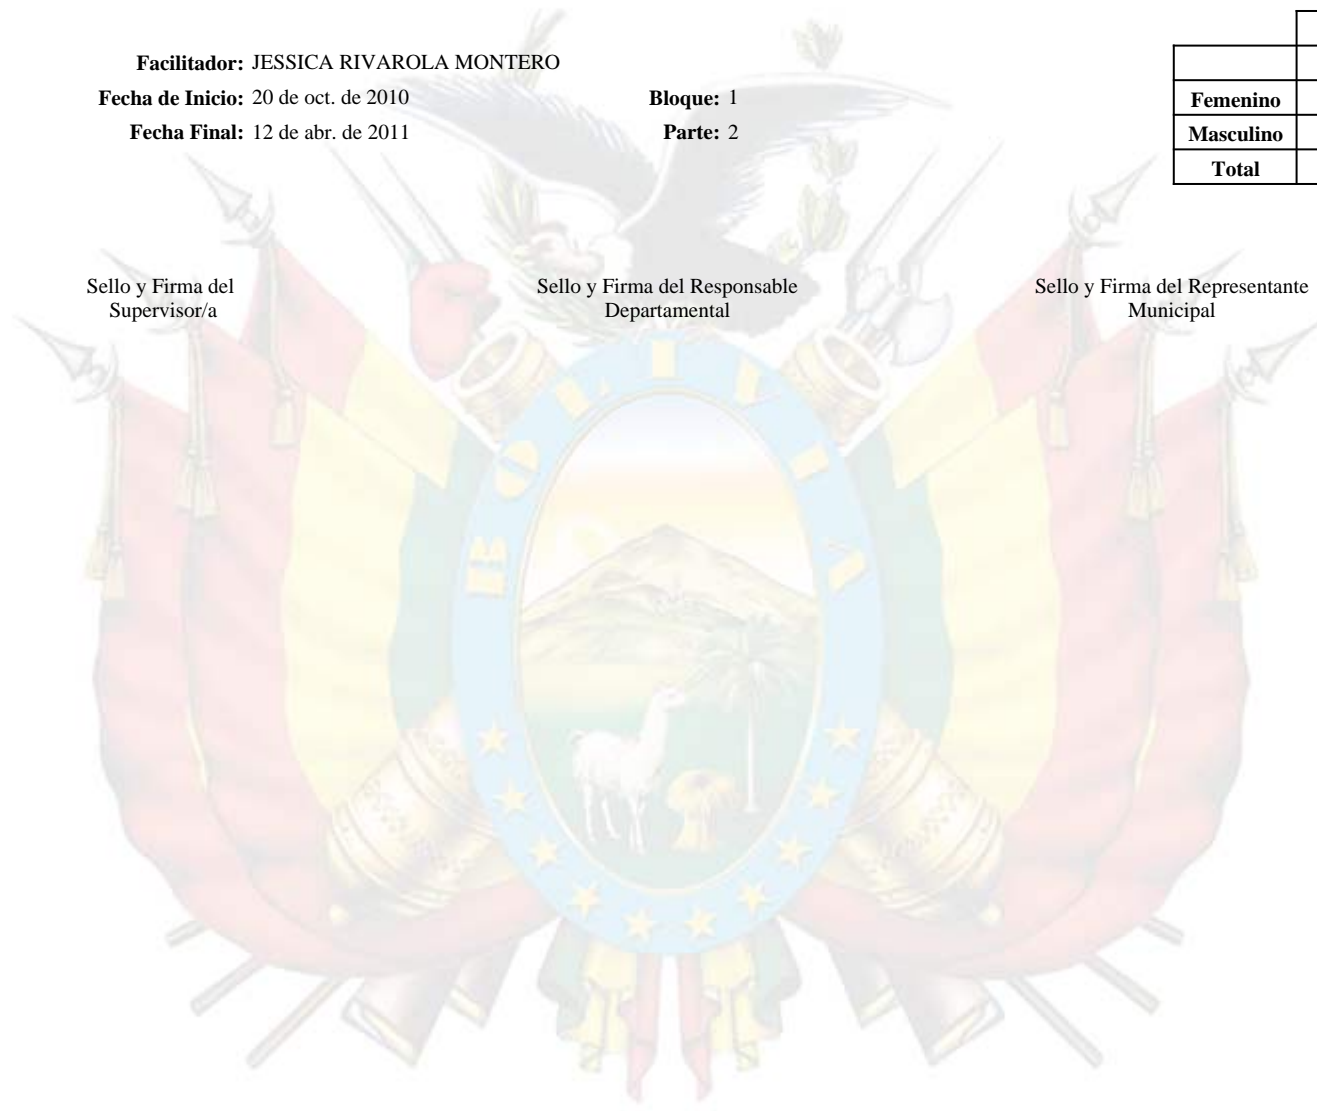 Facilitador: JESSICA RIVAROLA MONTERO
Fecha de Inicio: 20 de oct. de 2010 Bloque: 1
Fecha Final: 12 de abr. de 2011 Parte: 2
Femenino
Masculino
Total
Sello y Firma del
Supervisor/a
Sello y Firma del Responsable
Departamental
Sello y Firma del Representante
Municipal
BOLIVIA